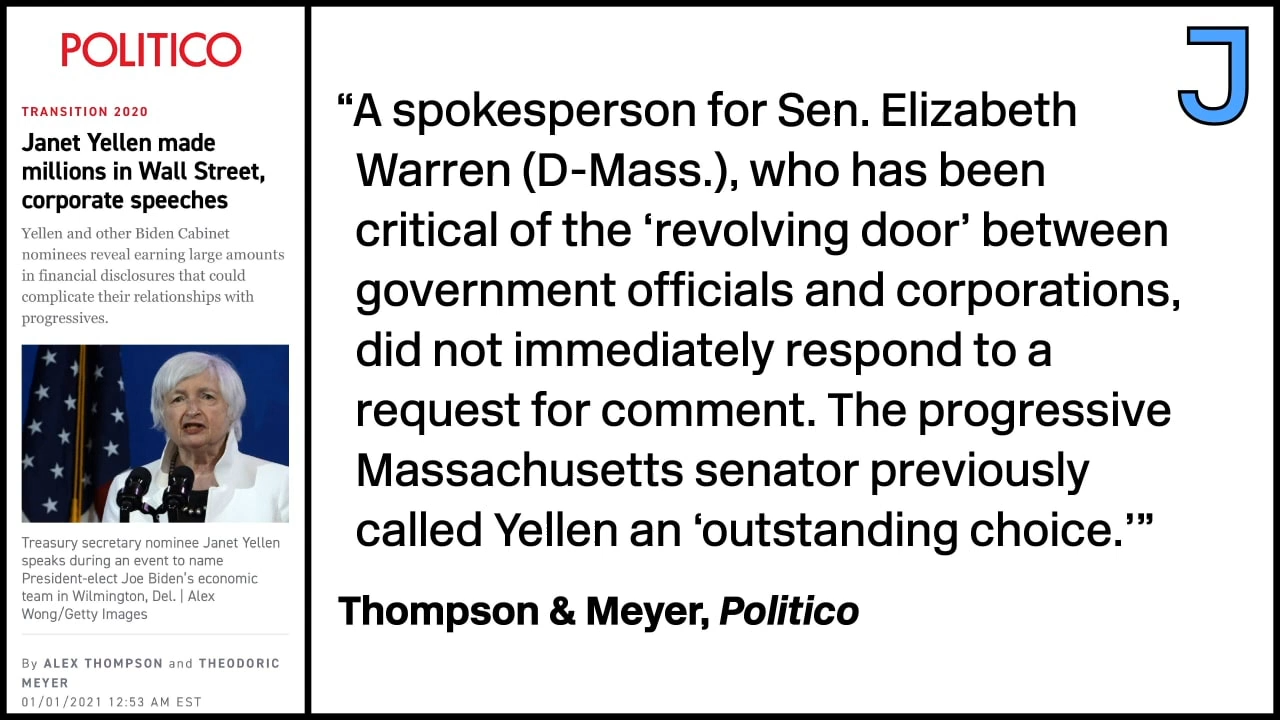 POLITICO
TRANSITION 2020
Janet Yellen made
millions in Wall Street,
corporate speeches
Yellen and other Biden Cabinet
nominees reveal earning large amounts
in financial disclosures that could
complicate their relationships with
progressives.
Treasury secretary nominee Janet Yellen
speaks during an event to name
President-elect Joe Biden’s economic
team in Wilmington, Del. | Alex
Wong/Getty Images
By ALEX THOMPSON and THEODORIC
MEYER
01/01/2021 12:53 AM EST
J
“A spokesperson for Sen. Elizabeth
Warren (D-Mass.), who has been
critical of the ‘revolving door’ between
government officials and corporations,
did not immediately respond to a
request for comment. The progressive
Massachusetts senator previously
called Yellen an ‘outstanding choice.’”
Thompson & Meyer, Politico